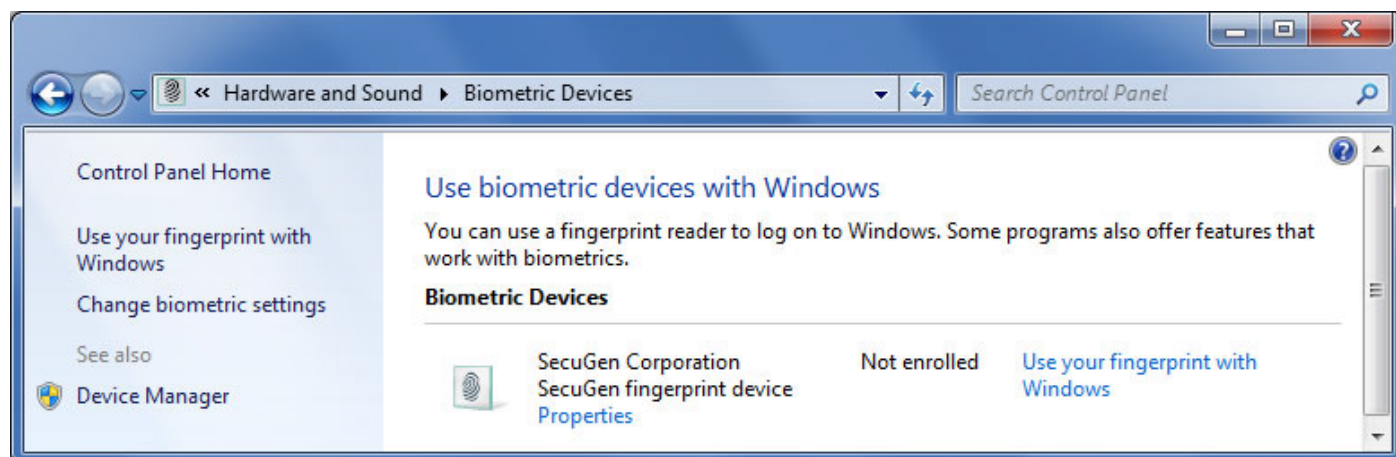 « Hardware and Sound ▸ Biometric Devices
Search Control Panel
Control Panel Home
Use your fingerprint with
Windows
Change biometric settings
See also
Device Manager
Use biometric devices with Windows
You can use a fingerprint reader to log on to Windows. Some programs also offer features that
work with biometrics.
Biometric Devices
SecuGen Corporation
SecuGen fingerprint device
Properties
Not enrolled
Use your fingerprint with
Windows